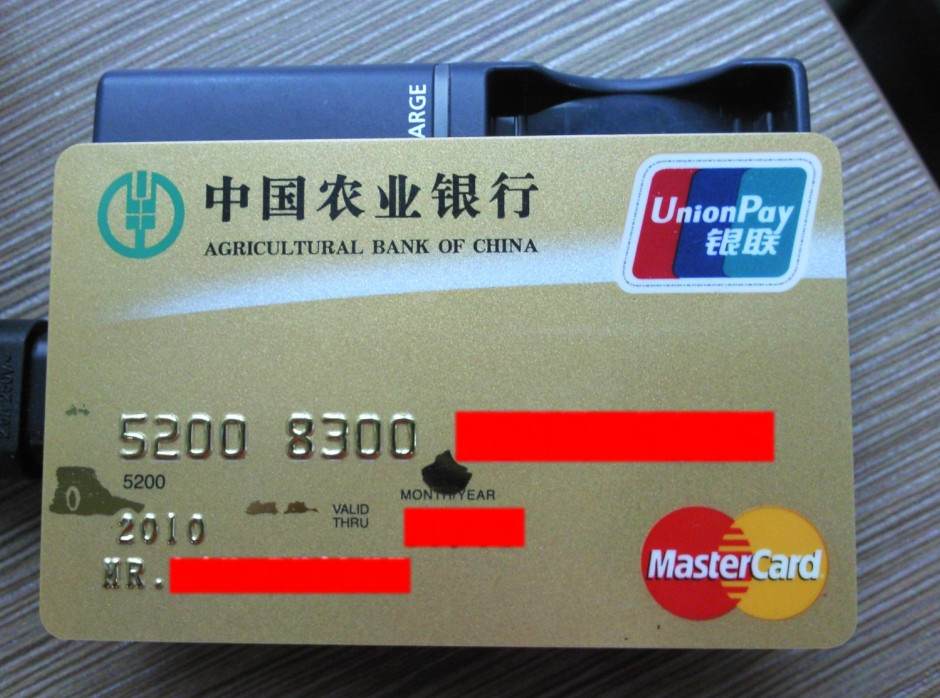 ARGE
中国农业银行
AGRICULTURAL BANK OF CHINA
UnionPay
银联
5200 8300
5200
MONTH/YEAR
VALID
THRU
2010
MR.
MasterCard